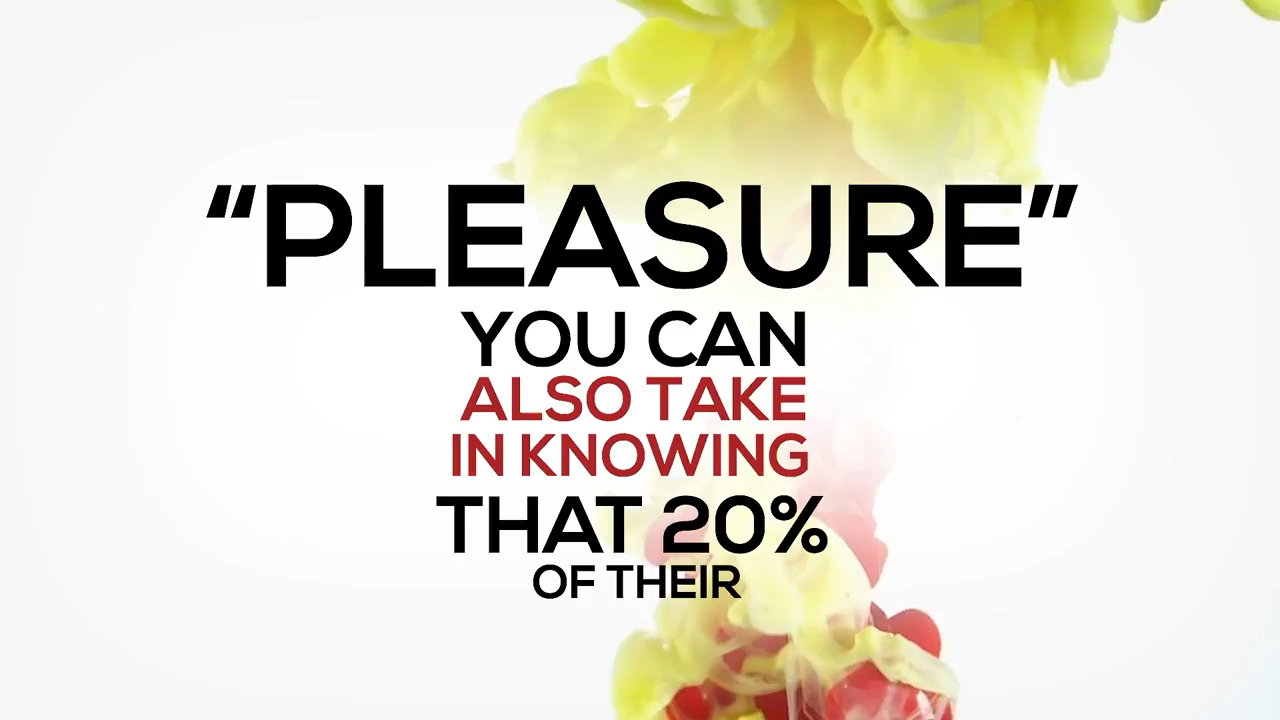 “PLEASURE”
YOU CAN
ALSO TAKE
IN KNOWING
THAT 20%
OF THEIR